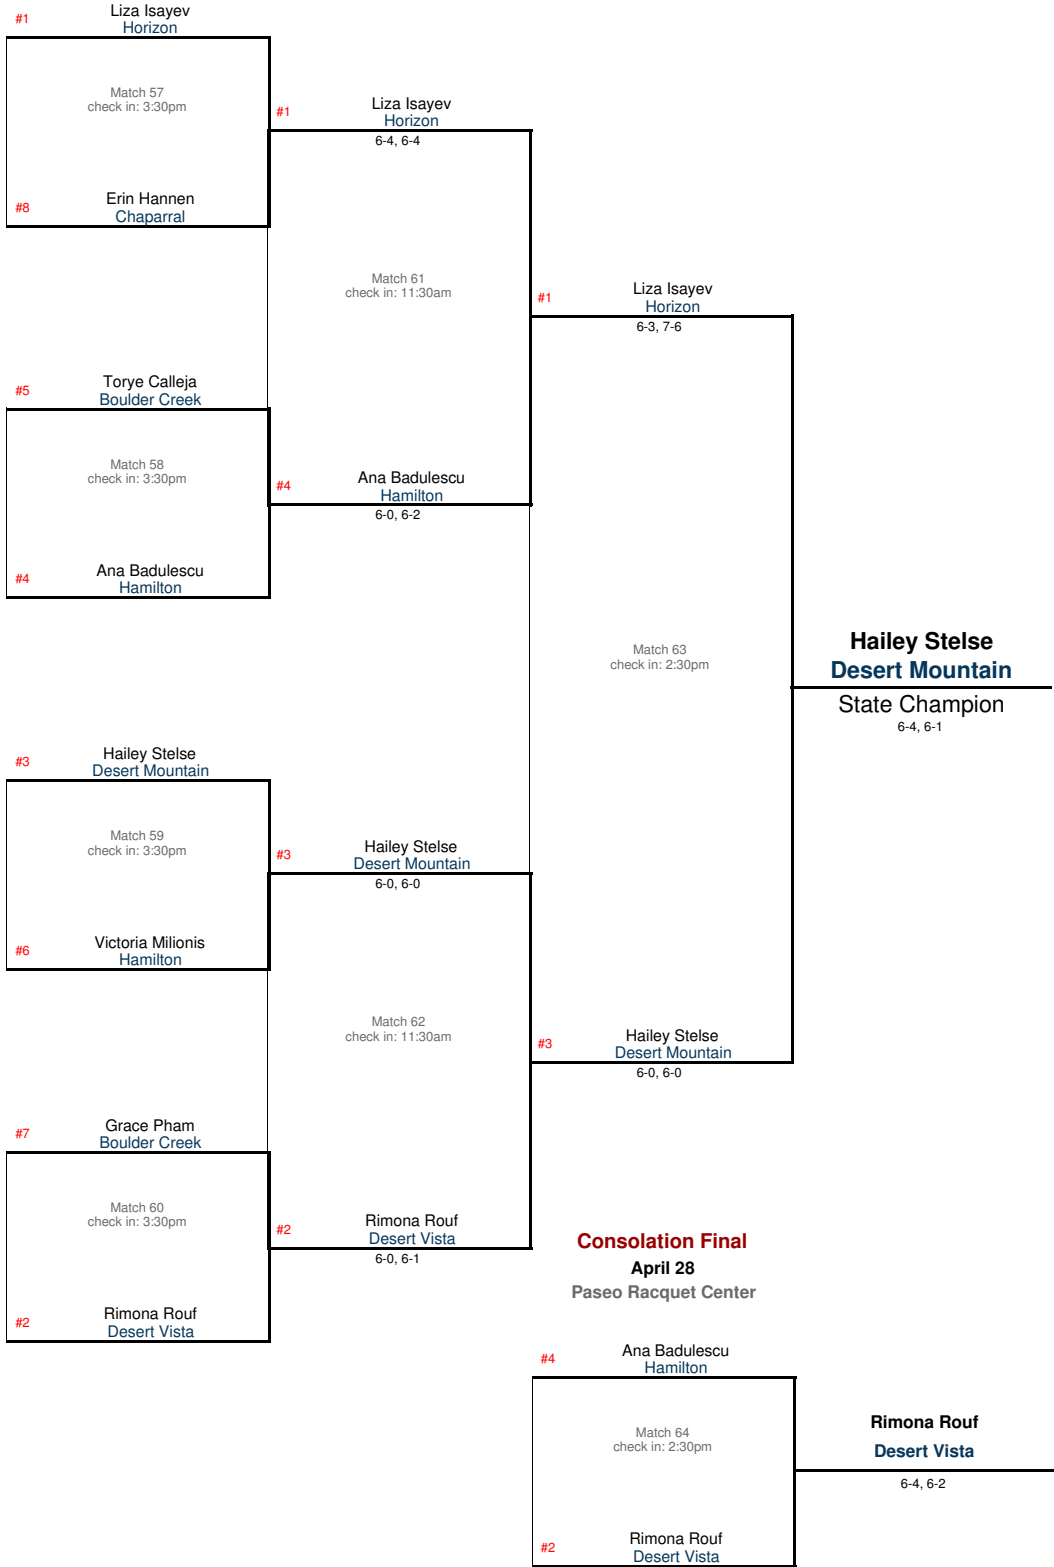 #1
Liza Isayev
Horizon
Match 57
check in: 3:30pm
#8
Erin Hannen
Chaparral
#5
Torye Calleja
Boulder Creek
Match 58
check in: 3:30pm
#4
Ana Badulescu
Hamilton
#3
Hailey Stelse
Desert Mountain
Match 59
check in: 3:30pm
#6
Victoria Milionis
Hamilton
#7
Grace Pham
Boulder Creek
Match 60
check in: 3:30pm
#2
Rimona Rouf
Desert Vista
#1
Liza Isayev
Horizon
6-4, 6-4
Match 61
check in: 11:30am
#4
Ana Badulescu
Hamilton
6-0, 6-2
#3
Hailey Stelse
Desert Mountain
6-0, 6-0
Match 62
check in: 11:30am
#2
Rimona Rouf
Desert Vista
6-0, 6-1
#1
Liza Isayev
Horizon
6-3, 7-6
Match 63
check in: 2:30pm
#3
Hailey Stelse
Desert Mountain
6-0, 6-0
Hailey Stelse
Desert Mountain
State Champion
6-4, 6-1
Consolation Final
April 28
Paseo Racquet Center
#4
Ana Badulescu
Hamilton
Match 64
check in: 2:30pm
#2
Rimona Rouf
Desert Vista
Rimona Rouf
Desert Vista
6-4, 6-2